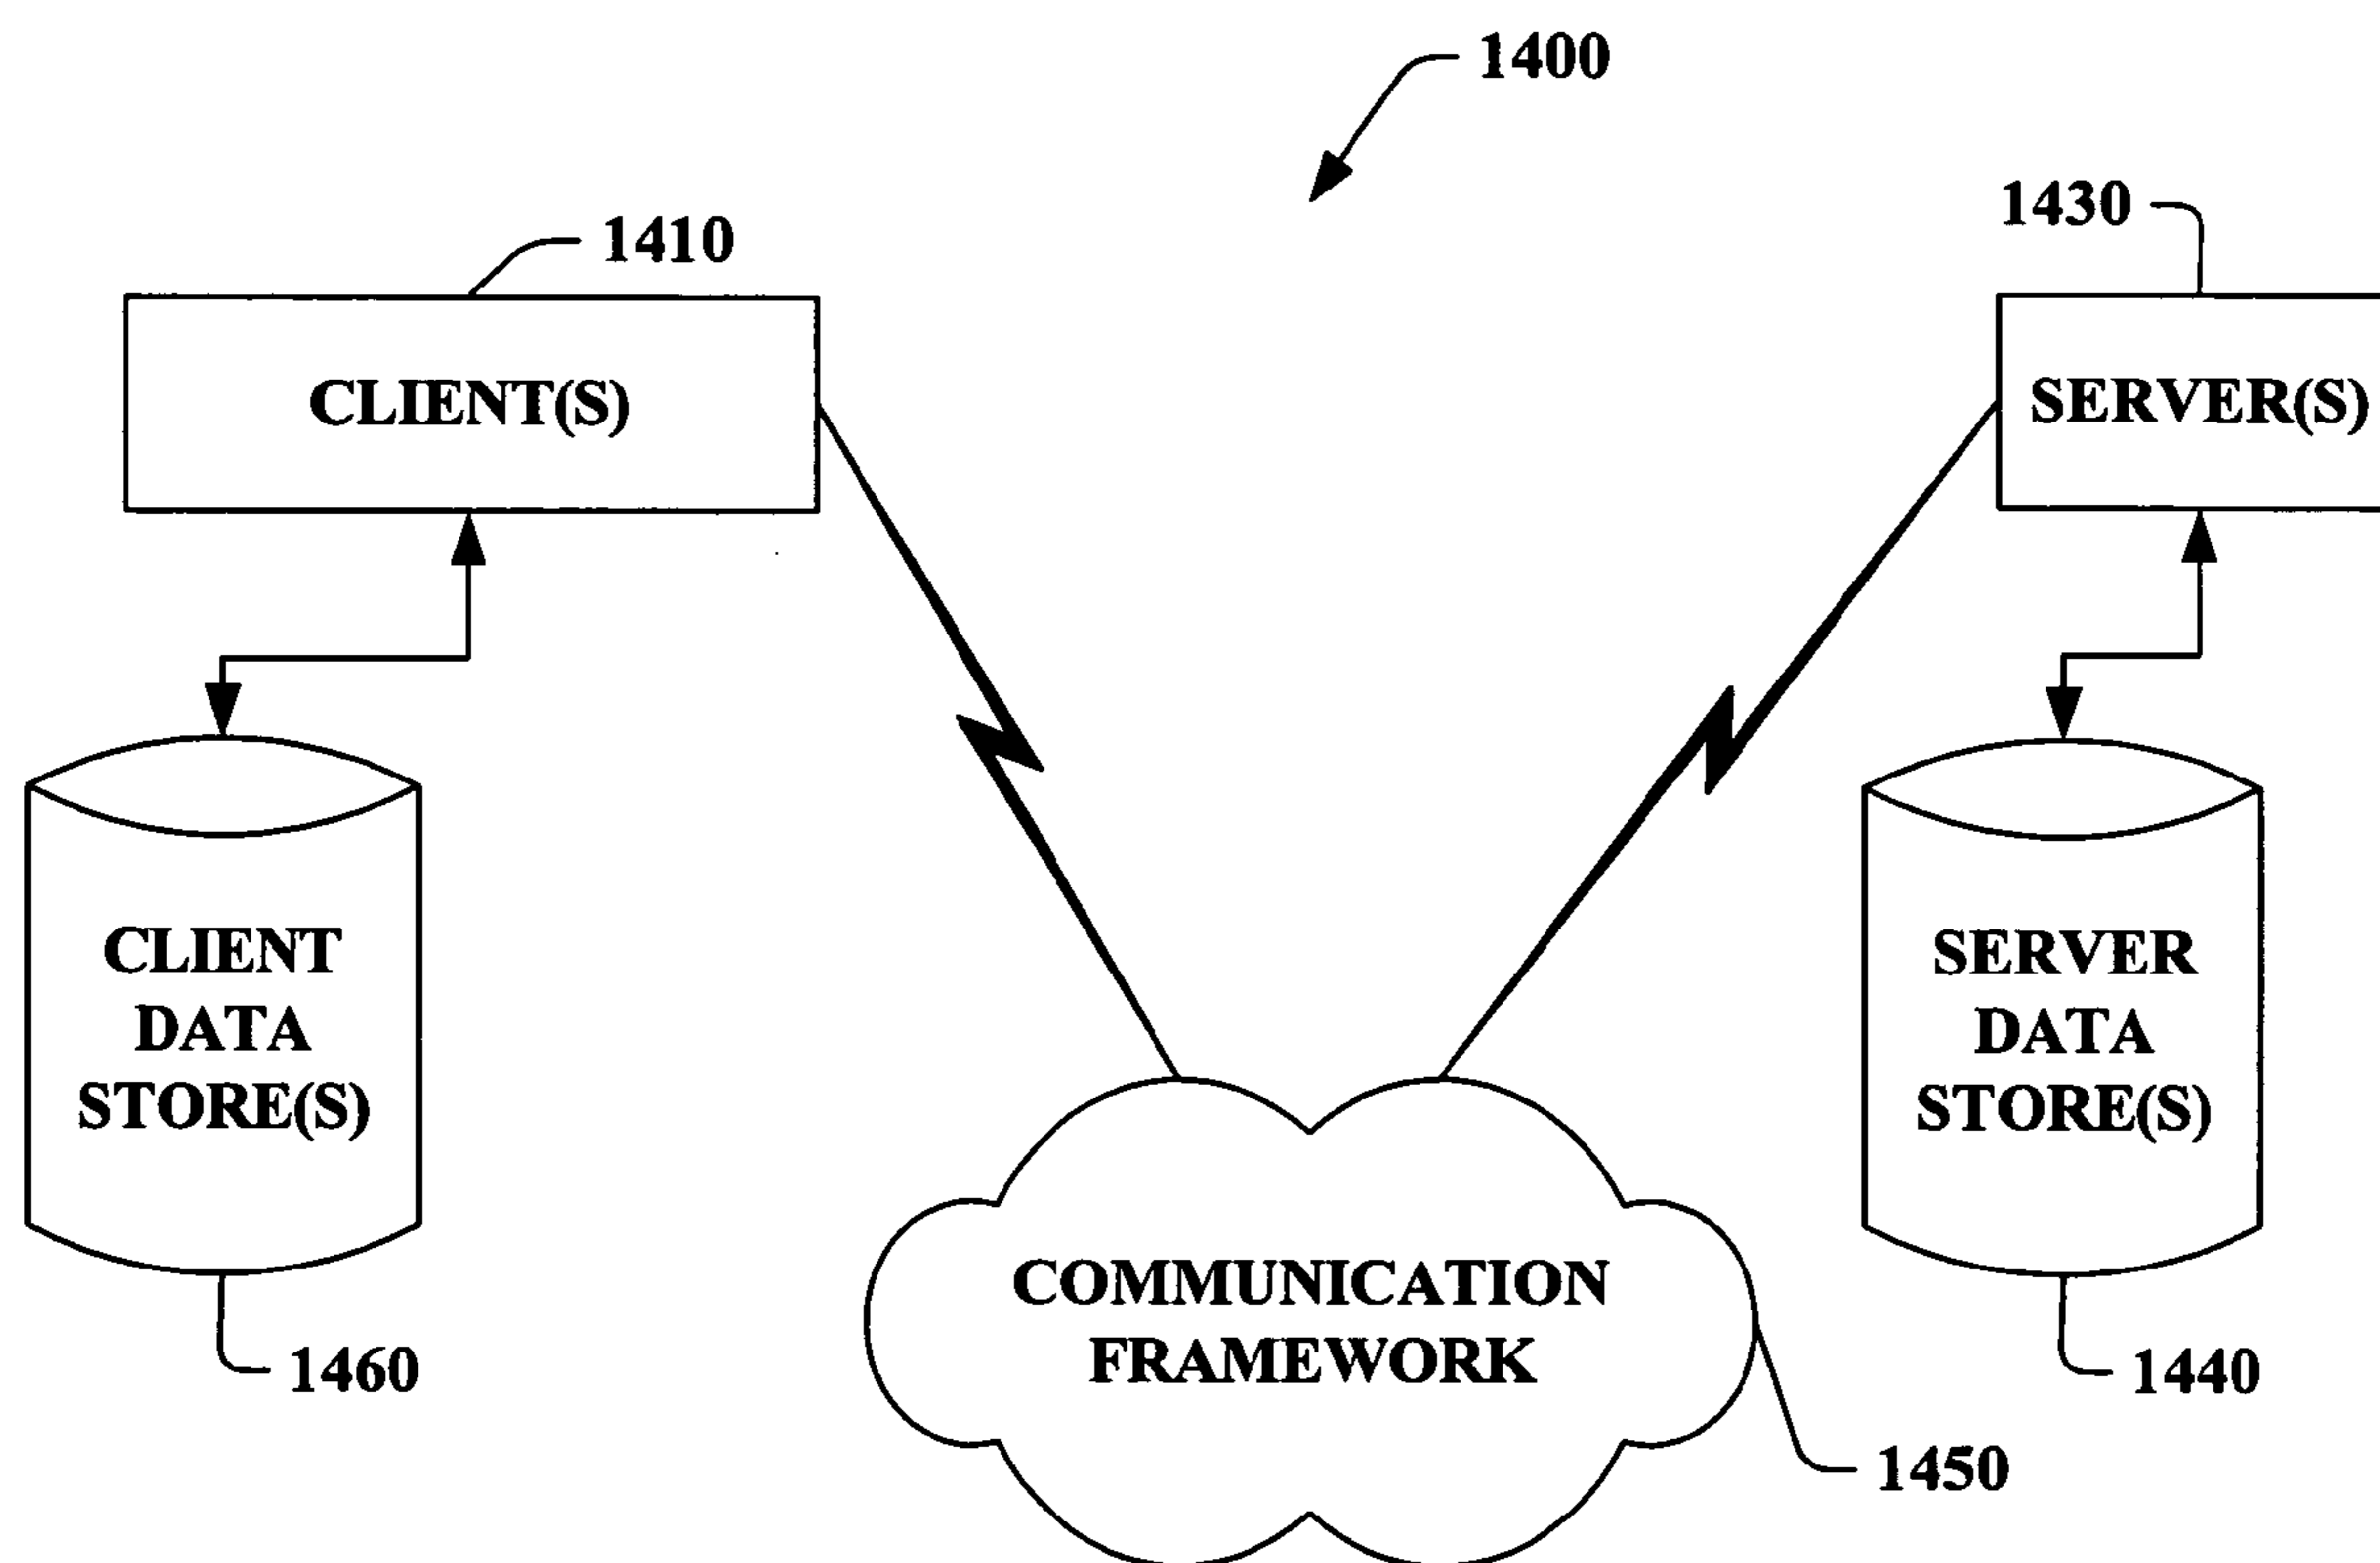 1400
1430
1410
CLIENT(S)
SERVER(S)
CLIENT
DATA
STORE(S)
SERVER
DATA
STORE(S)
COMMUNICATION
FRAMEWORK
1460
1440
1450